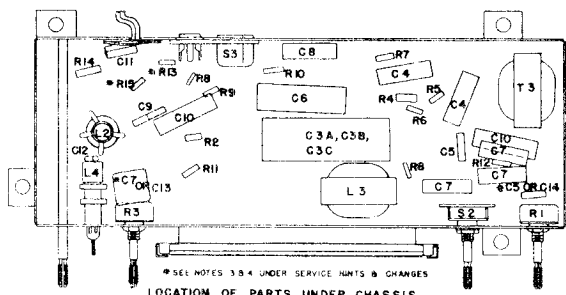 C11
S3
C8
R7
R14
*R13
R10
C4
T3
*R15
R8
R9
C6
R4
R5
C4
C9
C10
R6
L2
C3A, C3B,
C3C
C10
C12
R2
C5
C7
R12
L4
R11
R8
C7
*C7
OR C13
L3
C7
*C5 OR C14
R3
S2
R1
* SEE NOTES 3 & 4 UNDER SERVICE HINTS & CHANGES
LOCATION OF PARTS UNDER CHASSIS